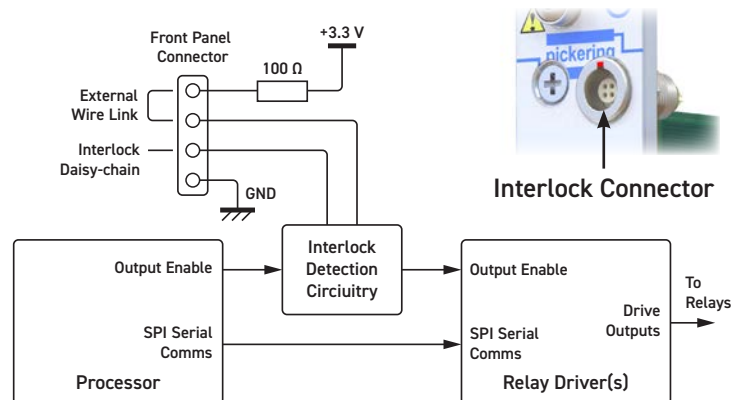 +3.3 V
Front Panel
Connector
100 Ω
External
Wire Link
Interlock
Daisy-chain
GND
pickering
Interlock Connector
Interlock
Detection
Circiuitry
Output Enable
Output Enable
To
Relays
Drive
Outputs
SPI Serial
Comms
SPI Serial
Comms
Processor
Relay Driver(s)